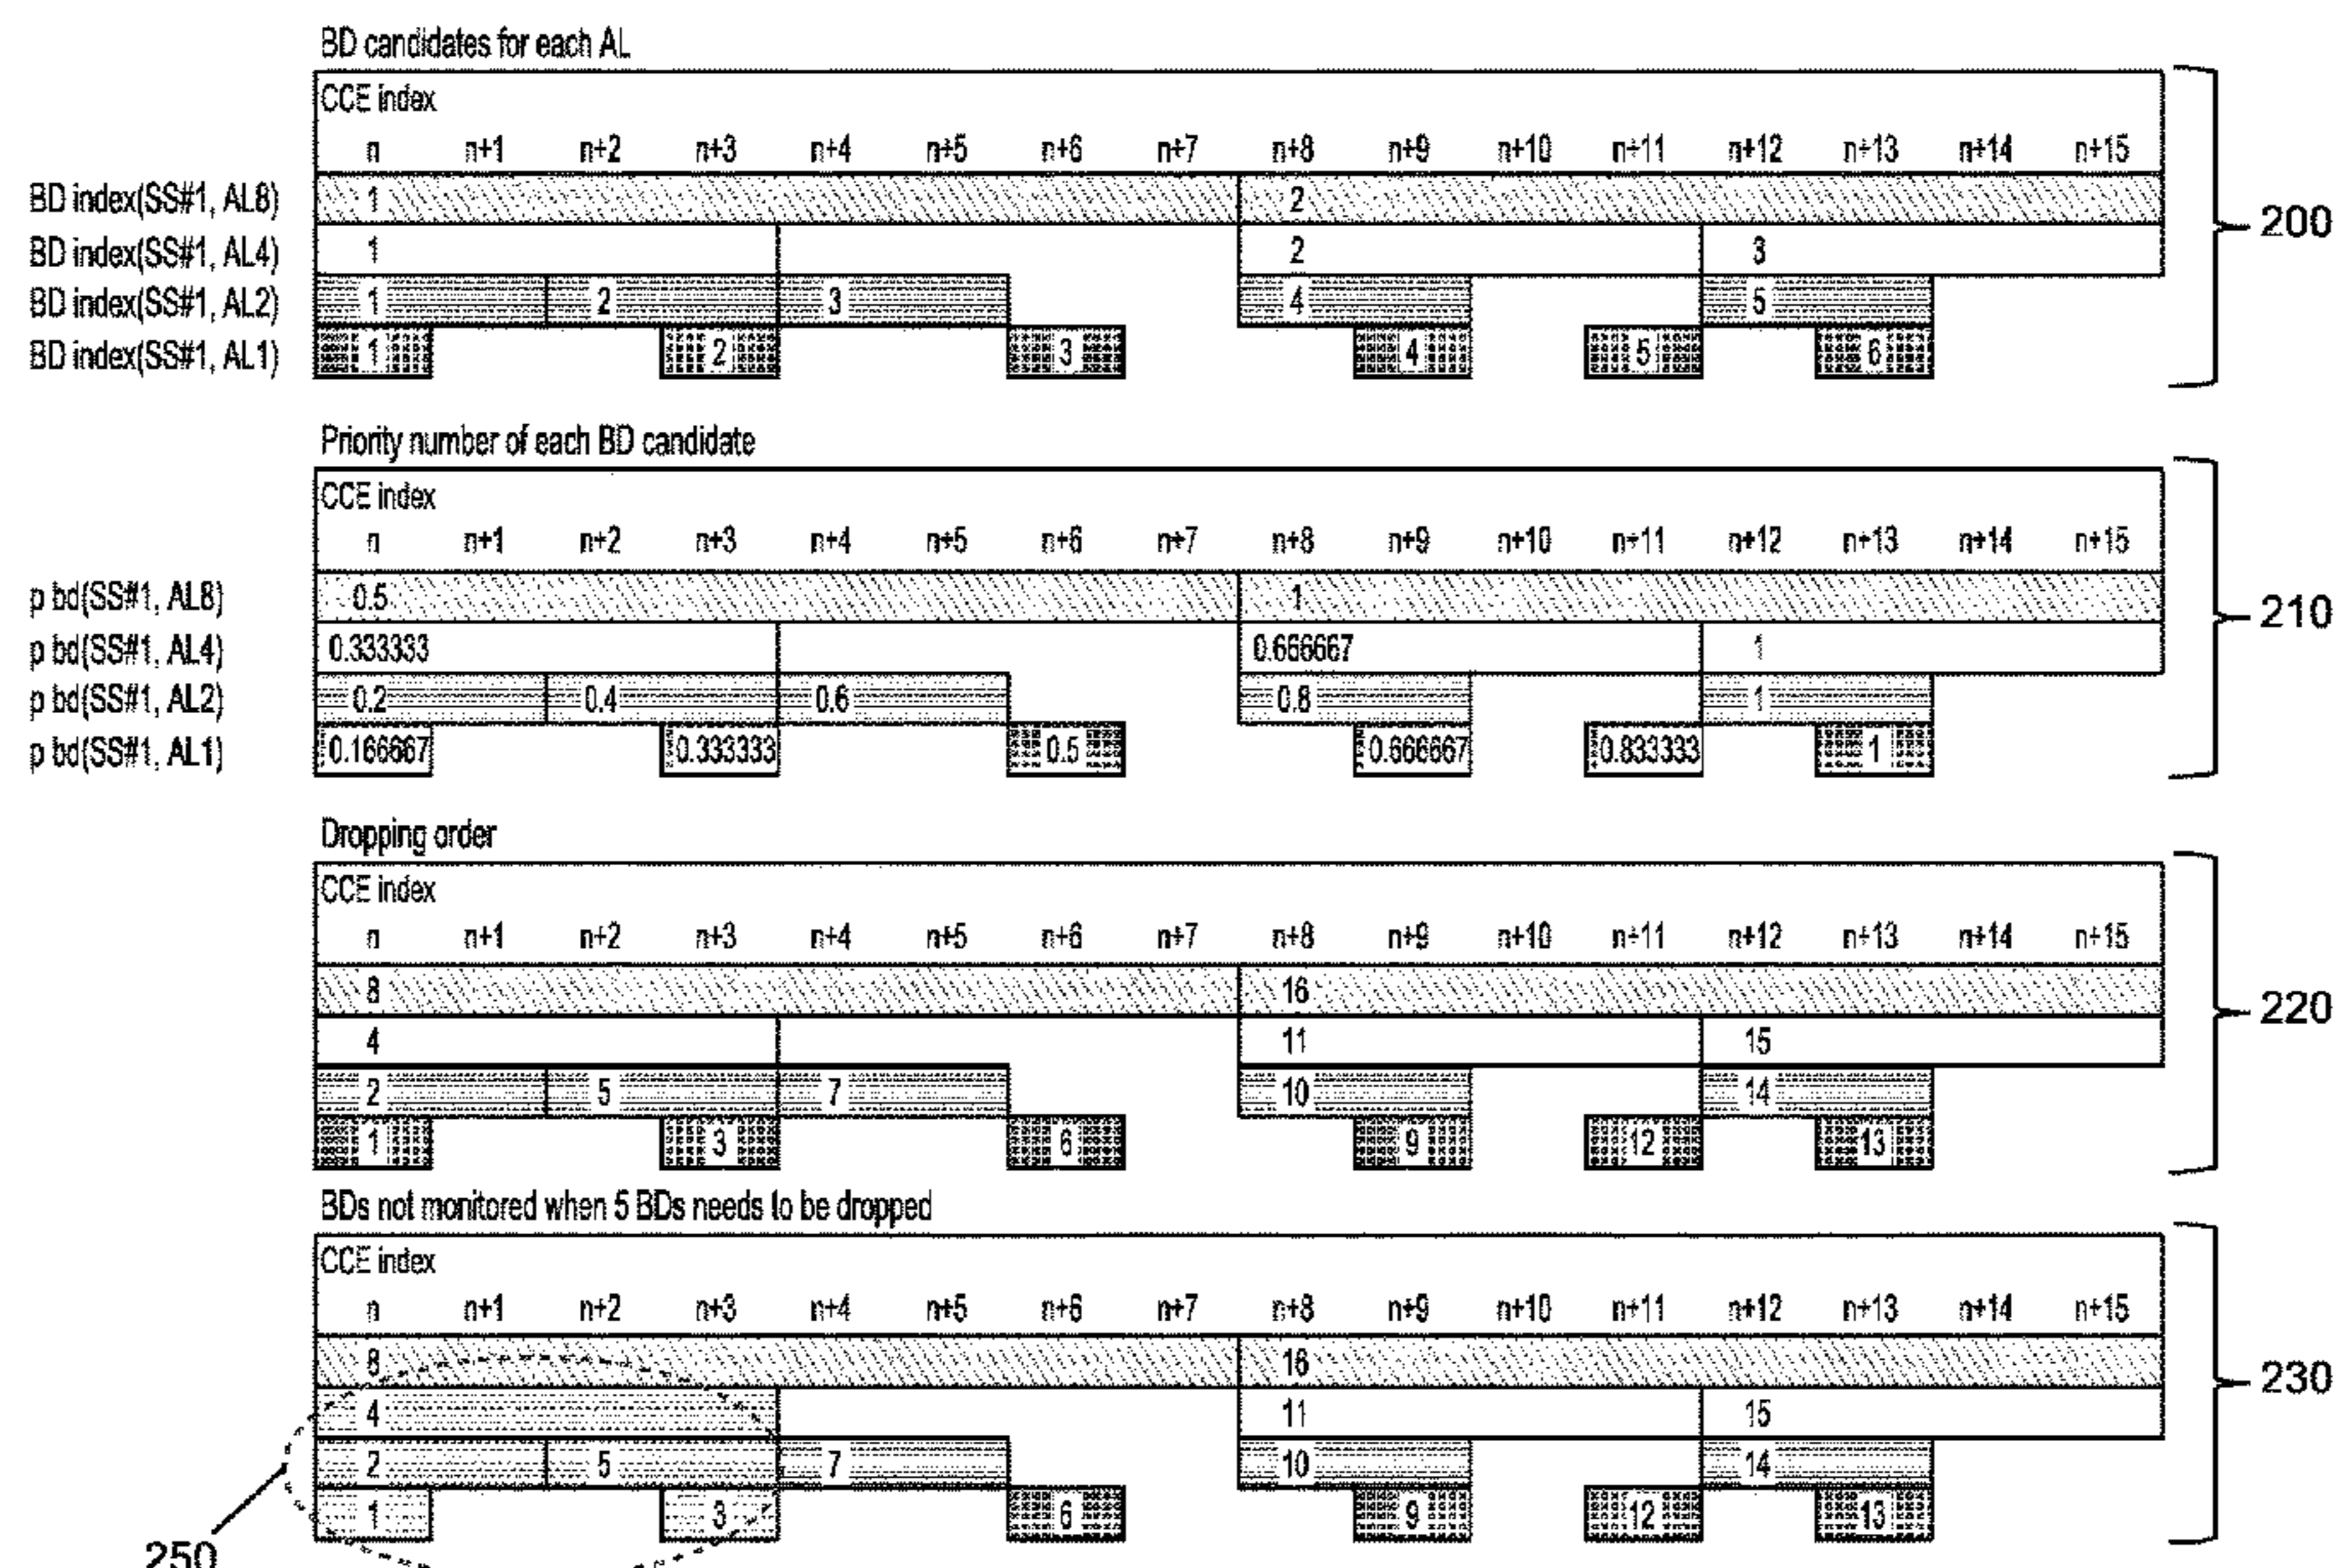 BD candidates for each AL
CCE index
n n+1 n+2 n+3 n+4 n+5 n+6 n+7 n+8 n+9 n+10 n+11 n+12 n+13 n+14 n+15
BD index(SS#1, AL8) 1 2
200
BD index(SS#1, AL4) 1 2 3
BD index(SS#1, AL2) 1 2 3 4 5
BD index(SS#1, AL1) 1 2 3 4 5 6
Priority number of each BD candidate
CCE index
n n+1 n+2 n+3 n+4 n+5 n+6 n+7 n+8 n+9 n+10 n+11 n+12 n+13 n+14 n+15
p bd(SS#1, AL8) 0.5 1
210
p bd(SS#1, AL4) 0.333333 0.666667 1
p bd(SS#1, AL2) 0.2 0.4 0.6 0.8 1
p bd(SS#1, AL1) 0.166667 0.333333 0.5 0.666667 0.833333 1
Dropping order
CCE index
n n+1 n+2 n+3 n+4 n+5 n+6 n+7 n+8 n+9 n+10 n+11 n+12 n+13 n+14 n+15
8 16
220
4 11 15
2 5 7 10 14
1 3 6 9 12 13
BDs not monitored when 5 BDs needs to be dropped
CCE index
n n+1 n+2 n+3 n+4 n+5 n+6 n+7 n+8 n+9 n+10 n+11 n+12 n+13 n+14 n+15
8 16
230
4 11 15
2 5 7 10 14
1 3 6 9 12 13
250